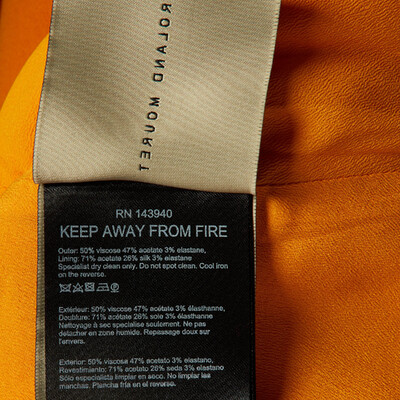 ROLAND MOURET
RN 143940
KEEP AWAY FROM FIRE
Outer: 50% viscose 47% acetate 3% elastane,
Lining: 71% acetate 26% silk 3% elastane
Specialist dry clean only. Do not spot clean. Cool iron
on the reverse.
Extérieur: 50% viscose 47% acétate 3% élasthanne,
Doublure: 71% acétate 26% soie 3% élasthanne
Nettoyage à sec specialise seulement. Ne pas
détacher en zone humide. Repassage doux sur
l'envers.
Exterior: 50% viscosa 47% acetato 3% elastano,
Revestimiento: 71% acetato 26% seda 3% elastano
Sólo especialista limpio en seco. No limpiar las
manchas. Plancha fría en el reverso.